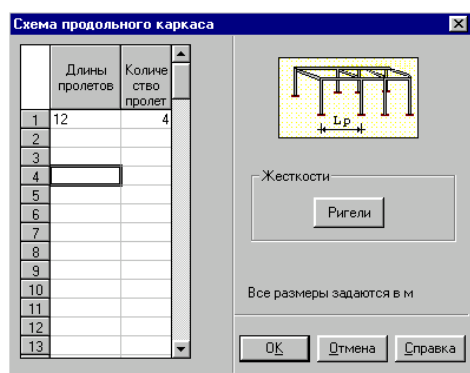 Схема продольного каркаса
Длины пролетов
Количе ство пролет
1 12 4
2
3
4
5
6
7
8
9
10
11
12
13
Lp
Жесткости
Ригели
Все размеры задаются в м
OK Отмена Справка